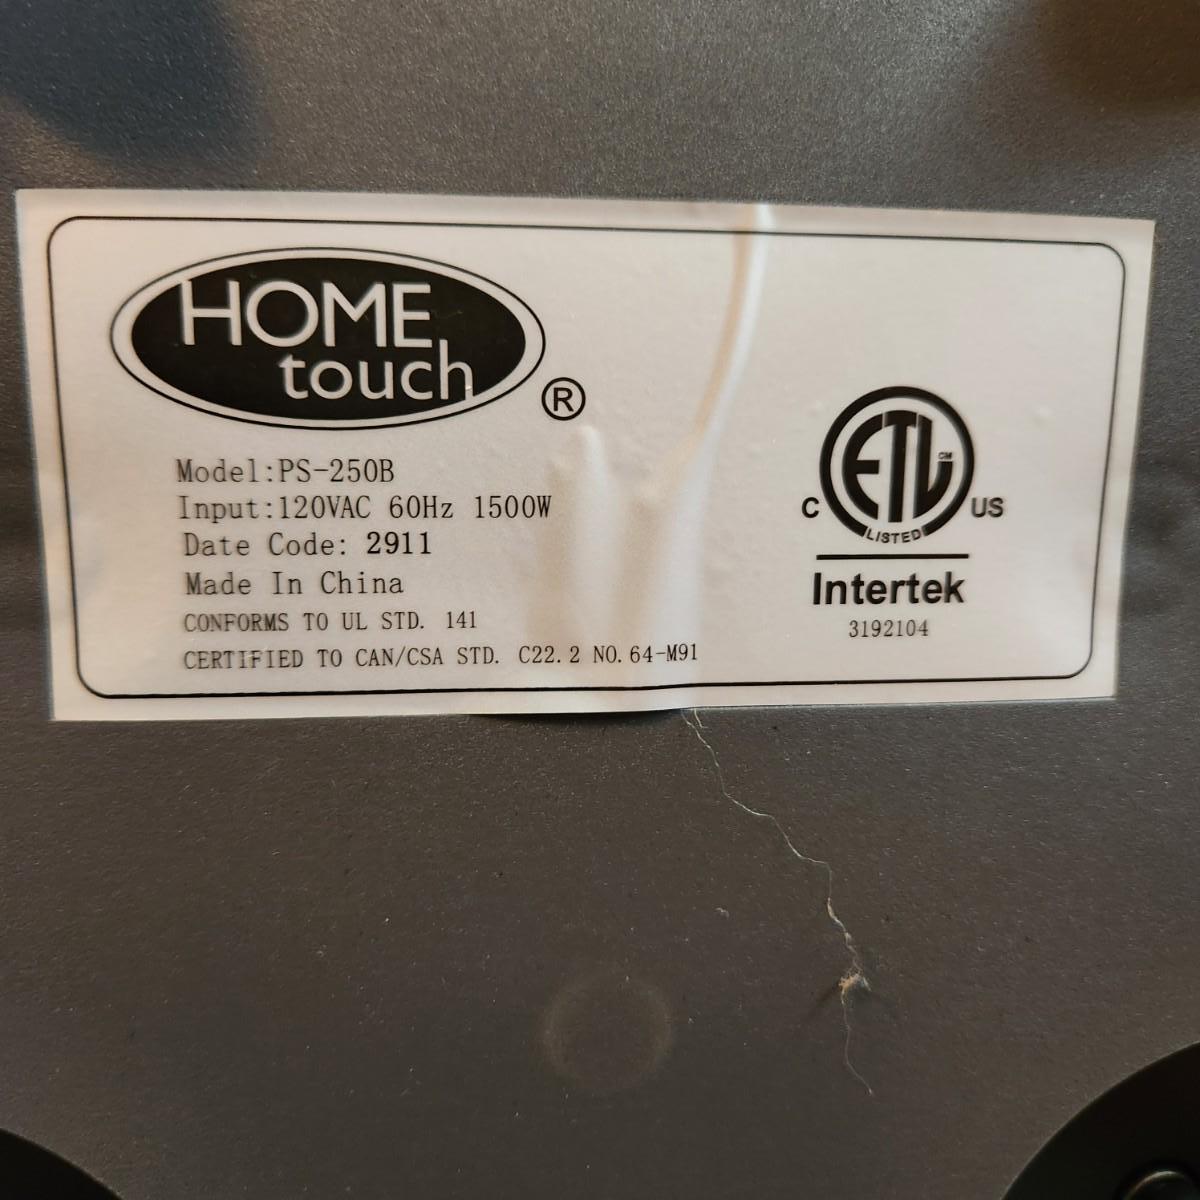 HOME
touch
®
Model:PS-250B
Input:120VAC 60Hz 1500W
Date Code: 2911
Made In China
CONFORMS TO UL STD. 141
CERTIFIED TO CAN/CSA STD. C22.2 NO.64-M91
ETL CM
C US
LISTED
Intertek
3192104